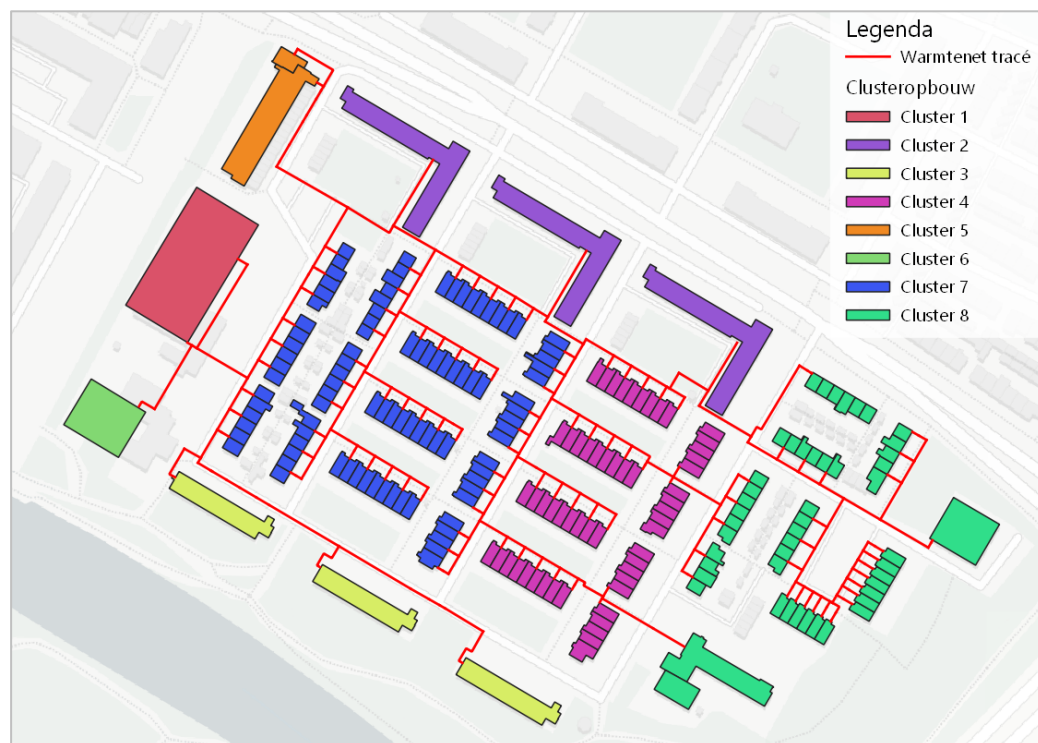 Legenda
Warmtenet tracé
Clusteropbouw
Cluster 1
Cluster 2
Cluster 3
Cluster 4
Cluster 5
Cluster 6
Cluster 7
Cluster 8